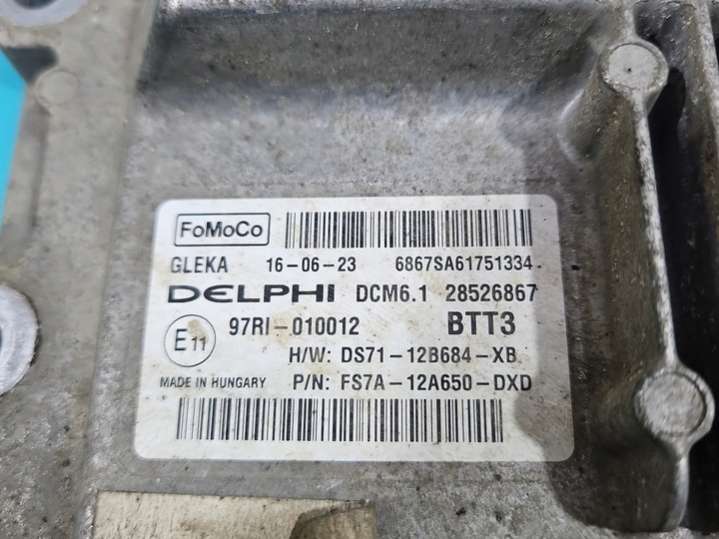 FoMoCo
GLEKA 16-06-23 6867SA61751334
DELPHI DCM6.1 28526867
E11 97RI-010012 BTT3
H/W: DS71-12B684-XB
MADE IN HUNGARY P/N: FS7A-12A650-DXD